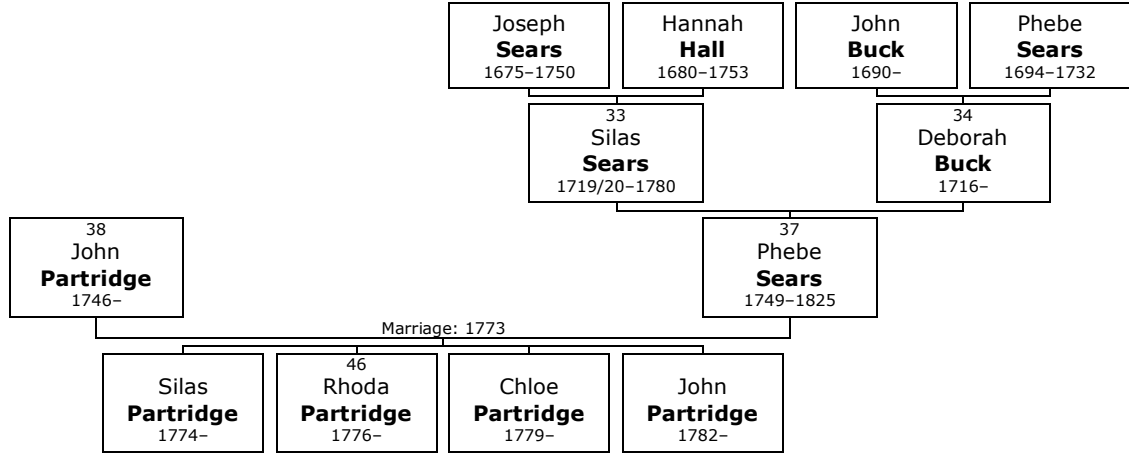 Joseph
Sears
1675–1750
Hannah
Hall
1680–1753
John
Buck
1690–
Phebe
Sears
1694–1732
33
Silas
Sears
1719/20–1780
34
Deborah
Buck
1716–
38
John
Partridge
1746–
37
Phebe
Sears
1749–1825
Marriage: 1773
Silas
Partridge
1774–
46
Rhoda
Partridge
1776–
Chloe
Partridge
1779–
John
Partridge
1782–